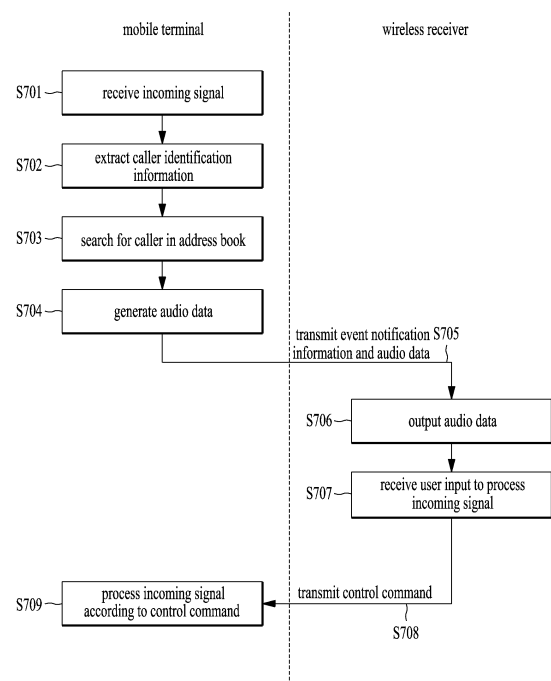 mobile terminal
wireless receiver
S701
receive incoming signal
S702
extract caller identification
information
S703
search for caller in address book
S704
generate audio data
transmit event notification S705
information and audio data
S706
output audio data
S707
receive user input to process
incoming signal
S709
process incoming signal
according to control command
transmit control command
S708